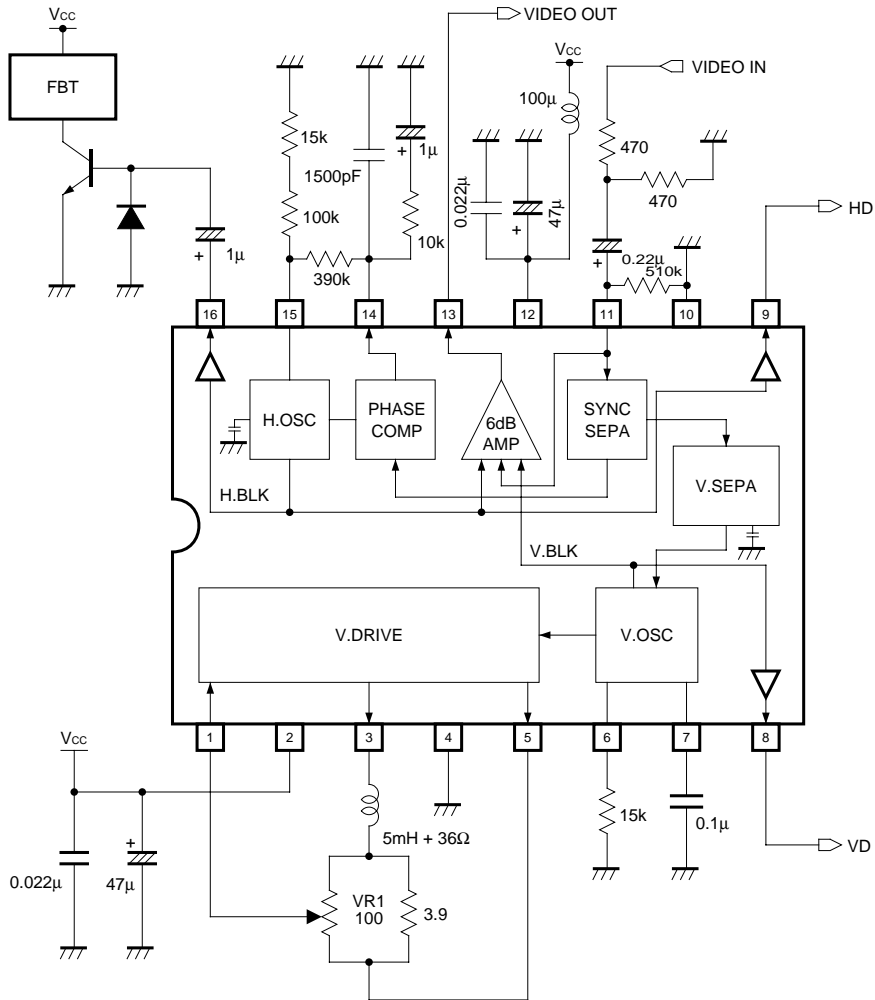 Vcc
VIDEO OUT
Vcc
VIDEO IN
FBT
100μ
15k
1μ
470
1500pF
0.022μ
47μ
470
100k
10k
HD
1μ
390k
0.22μ
510k
16
15
14
13
12
11
10
9
H.OSC
PHASE
COMP
6dB
AMP
SYNC
SEPA
V.SEPA
H.BLK
V.BLK
V.DRIVE
V.OSC
1
2
3
4
5
6
7
8
Vcc
15k
0.1μ
5mH + 36Ω
VD
0.022μ
47μ
VR1
100
3.9